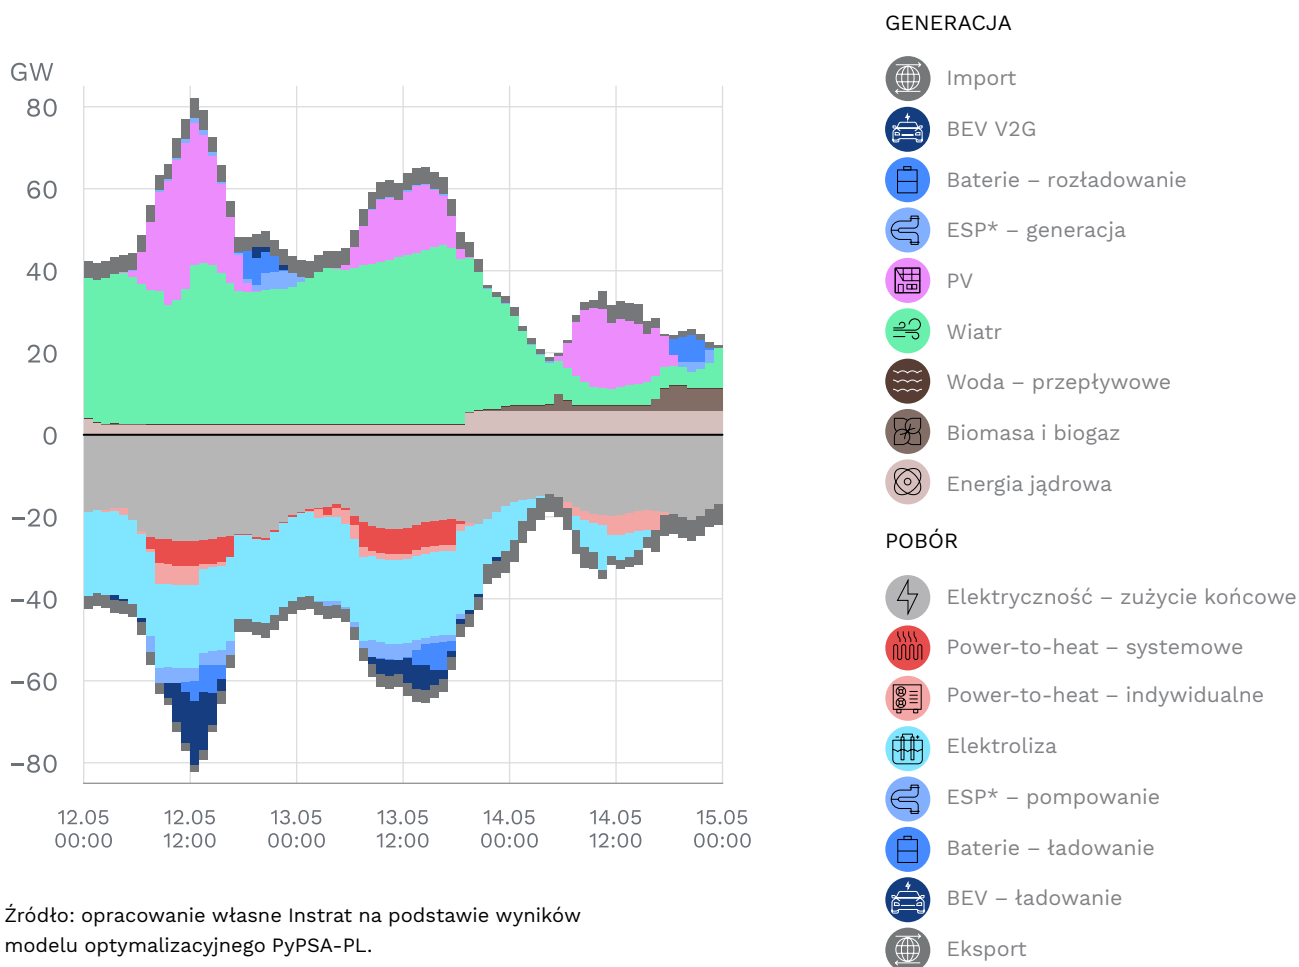 GW
80
60
40
20
0
−20
−40
−60
−80
12.05
00:00
12.05
12:00
13.05
00:00
13.05
12:00
14.05
00:00
14.05
12:00
15.05
00:00
GENERACJA
Import
BEV V2G
Baterie – rozładowanie
ESP* – generacja
PV
Wiatr
Woda – przepływowe
Biomasa i biogaz
Energia jądrowa
POBÓR
Elektryczność – zużycie końcowe
Power-to-heat – systemowe
Power-to-heat – indywidualne
Elektroliza
ESP* – pompowanie
Baterie – ładowanie
BEV – ładowanie
Eksport
Źródło: opracowanie własne Instrat na podstawie wyników
modelu optymalizacyjnego PyPSA-PL.